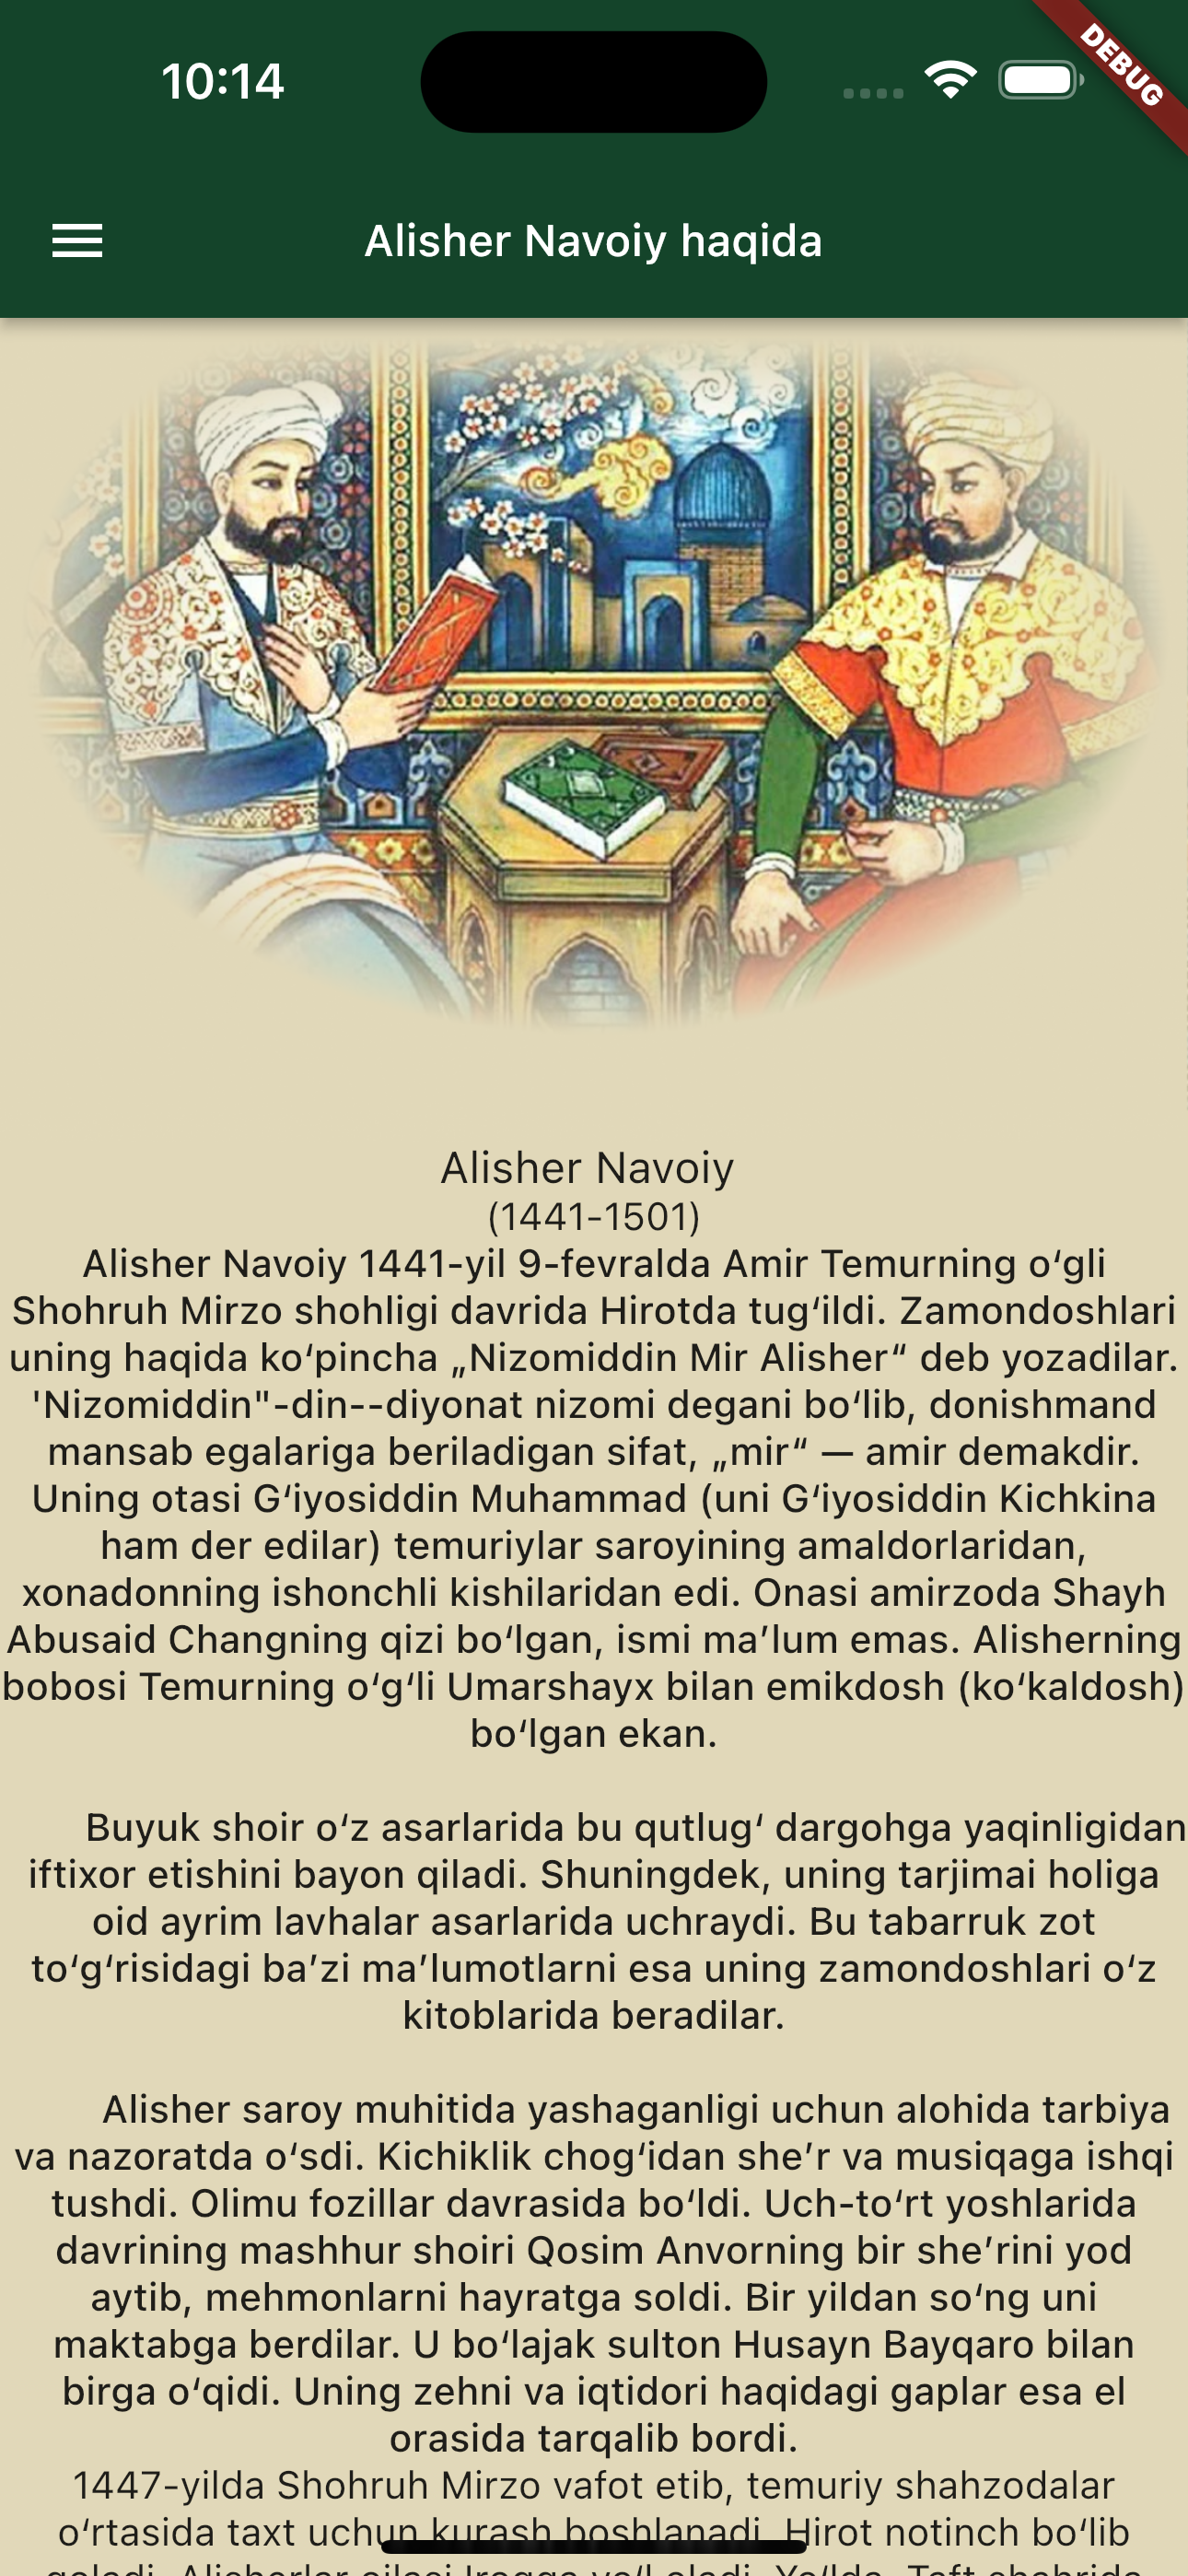 10:14
DEBUG
Alisher Navoiy haqida
Alisher Navoiy
(1441-1501)
Alisher Navoiy 1441-yil 9-fevralda Amir Temurning oʻgli
Shohruh Mirzo shohligi davrida Hirotda tugʻildi. Zamondoshlari
uning haqida koʻpincha „Nizomiddin Mir Alisher“ deb yozadilar.
'Nizomiddin"-din--diyonat nizomi degani boʻlib, donishmand
mansab egalariga beriladigan sifat, „mir“ — amir demakdir.
Uning otasi Gʻiyosiddin Muhammad (uni Gʻiyosiddin Kichkina
ham der edilar) temuriylar saroyining amaldorlaridan,
xonadonning ishonchli kishilaridan edi. Onasi amirzoda Shayh
Abusaid Changning qizi boʻlgan, ismi maʼlum emas. Alisherning
bobosi Temurning oʻgʻli Umarshayx bilan emikdosh (koʻkaldosh)
boʻlgan ekan.
Buyuk shoir oʻz asarlarida bu qutlugʻ dargohga yaqinligidan
iftixor etishini bayon qiladi. Shuningdek, uning tarjimai holiga
oid ayrim lavhalar asarlarida uchraydi. Bu tabarruk zot
toʻgʻrisidagi baʼzi maʼlumotlarni esa uning zamondoshlari oʻz
kitoblarida beradilar.
Alisher saroy muhitida yashaganligi uchun alohida tarbiya
va nazoratda oʻsdi. Kichiklik chogʻidan sheʼr va musiqaga ishqi
tushdi. Olimu fozillar davrasida boʻldi. Uch-toʻrt yoshlarida
davrining mashhur shoiri Qosim Anvorning bir sheʼrini yod
aytib, mehmonlarni hayratga soldi. Bir yildan soʻng uni
maktabga berdilar. U boʻlajak sulton Husayn Bayqaro bilan
birga oʻqidi. Uning zehni va iqtidori haqidagi gaplar esa el
orasida tarqalib bordi.
1447-yilda Shohruh Mirzo vafot etib, temuriy shahzodalar
oʻrtasida taxt uchun kurash boshlanadi. Hirot notinch boʻlib